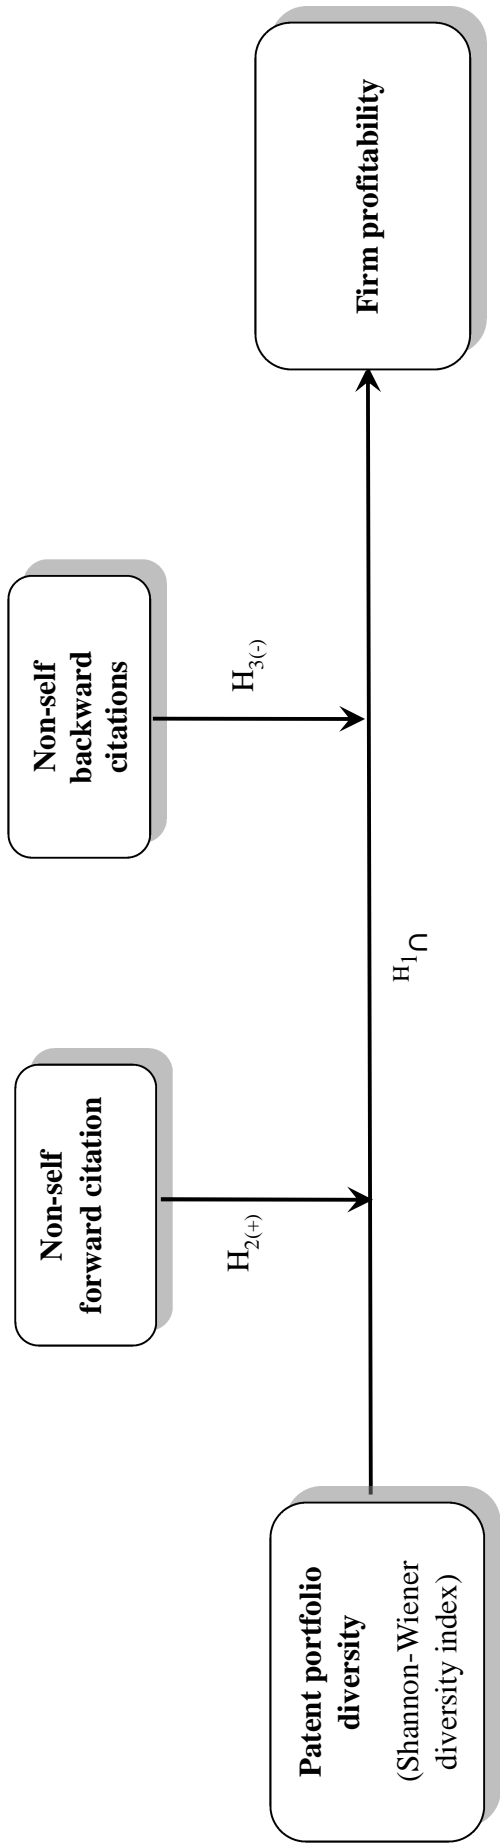 Non-self
forward citation
Non-self
backward
citations
H2(+)
H3(-)
Patent portfolio
diversity
(Shannon-Wiener
diversity index)
H1∩
Firm profitability